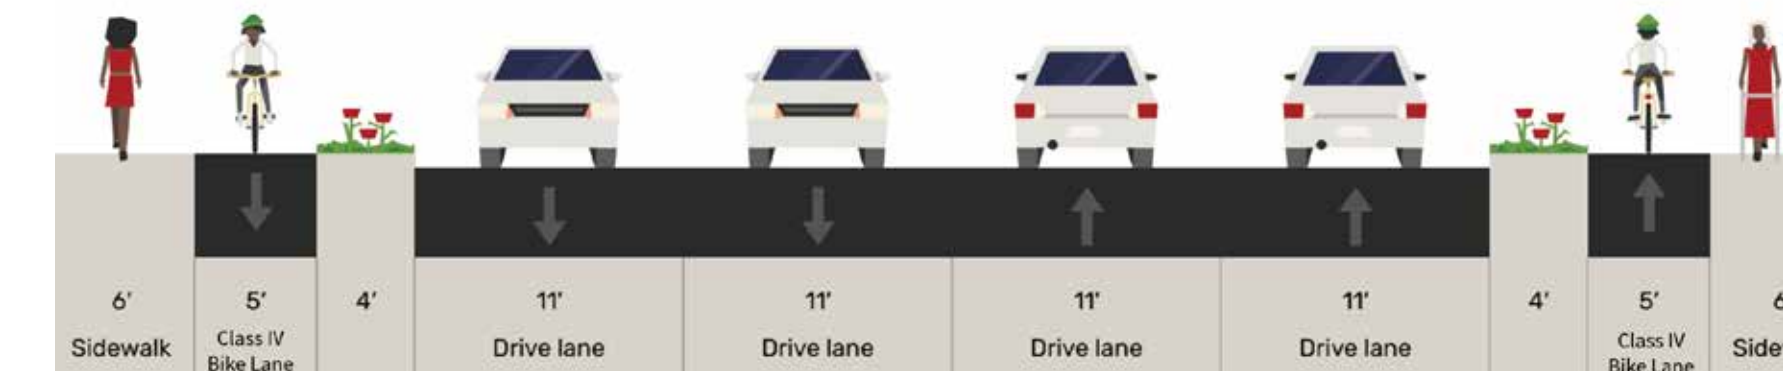 6' 5' 4' 11' 11' 11' 11' 4' 5'
Sidewalk Class IV Drive lane Drive lane Drive lane Drive lane Class IV
Bike Lane Bike Lane